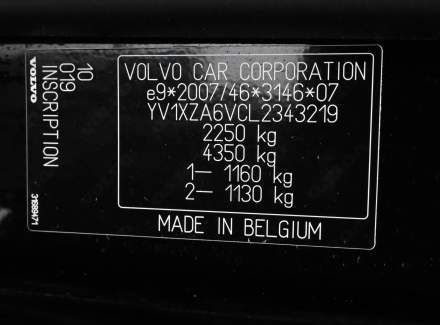 10
019
VOLVO INSCRIPTION
31889471
VOLVO CAR CORPORATION
e9*2007/46*3146*07
YV1XZA6VCL2343219
2250 kg
4350 kg
1— 1160 kg
2— 1130 kg
MADE IN BELGIUM